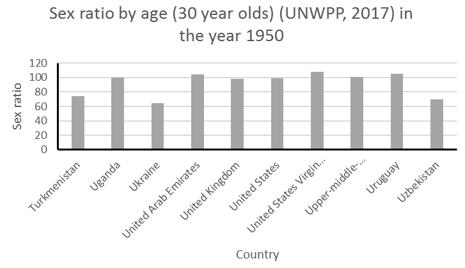 Sex ratio by age (30 year olds) (UNWPP, 2017) in
the year 1950
120
100
80
60
40
20
0
Sex ratio
Turkmenistan
Uganda
Ukraine
United Arab Emirates
United Kingdom
United States
United States Virgin…
Upper-middle-…
Uruguay
Uzbekistan
Country